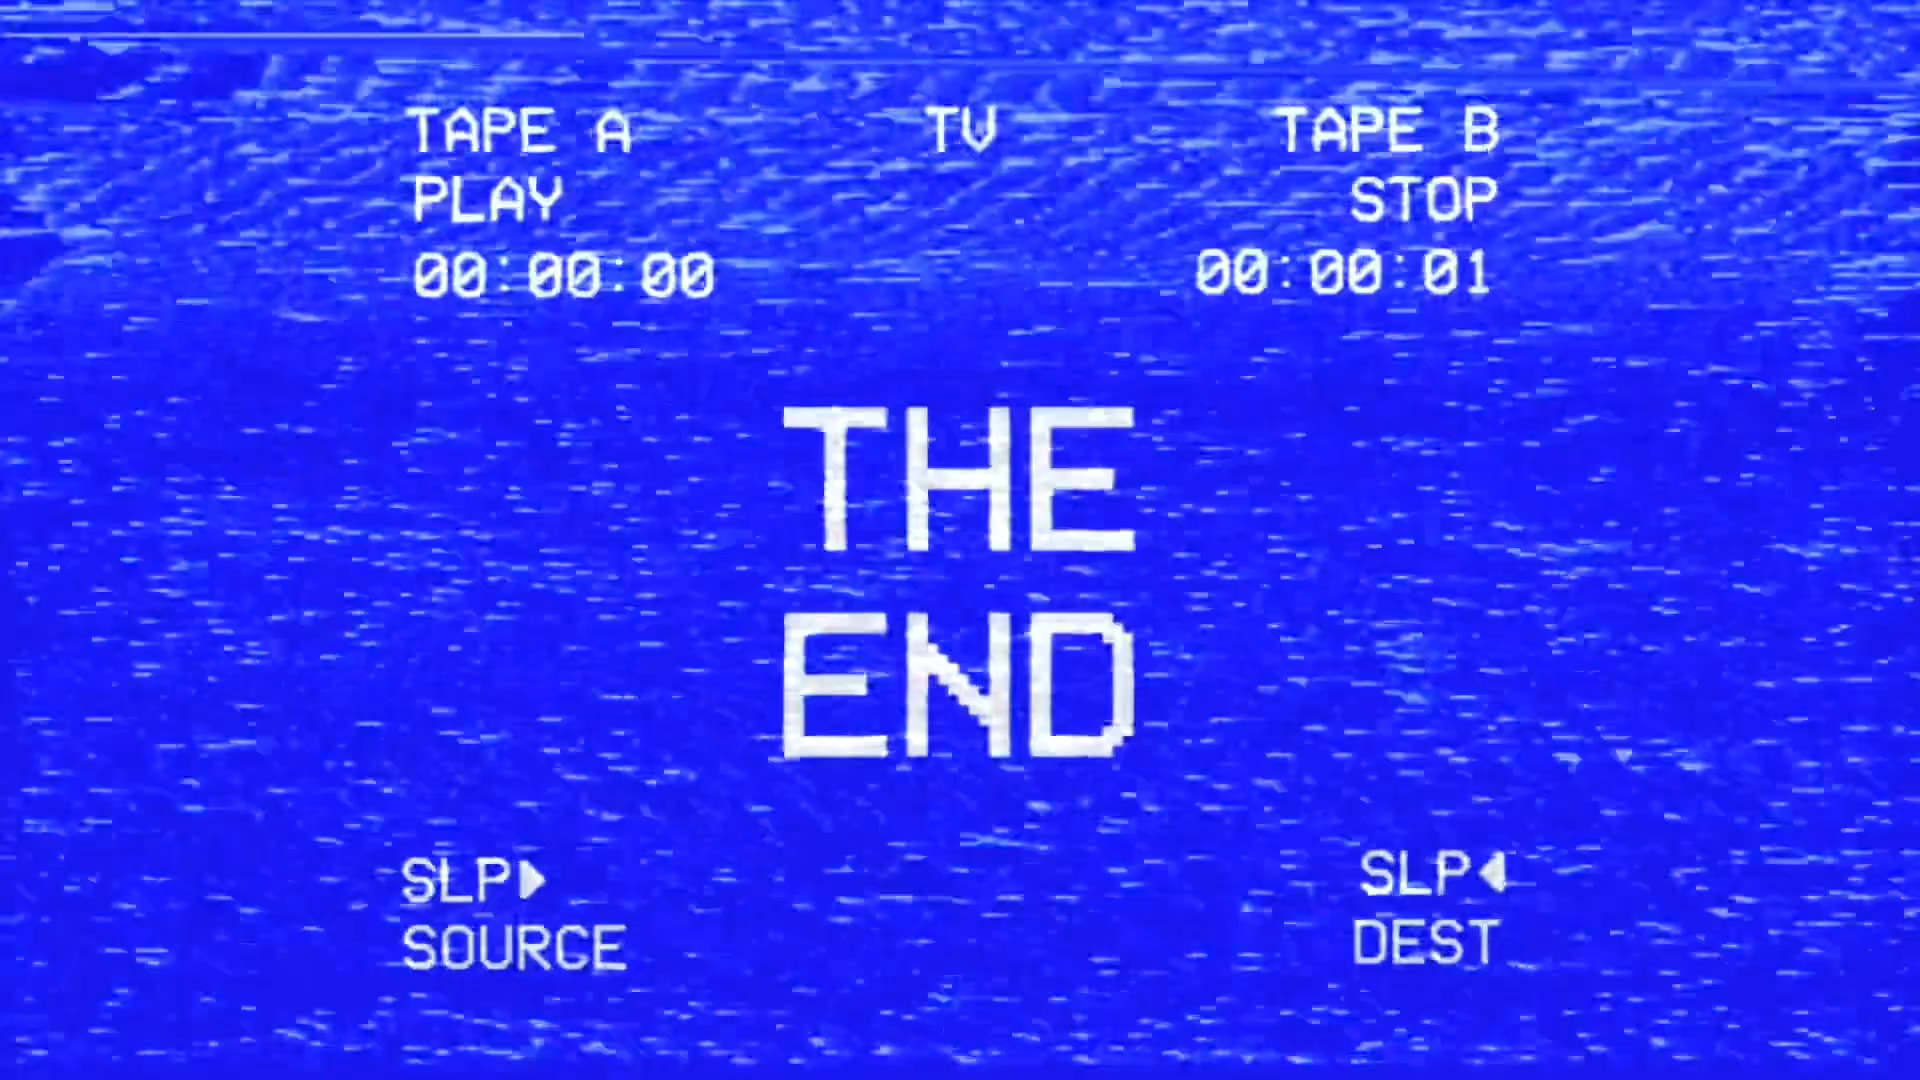 TAPE A TV TAPE B
PLAY STOP
00:00:00 00:00:01
THE
END
SLP▶ SLP◀
SOURCE DEST